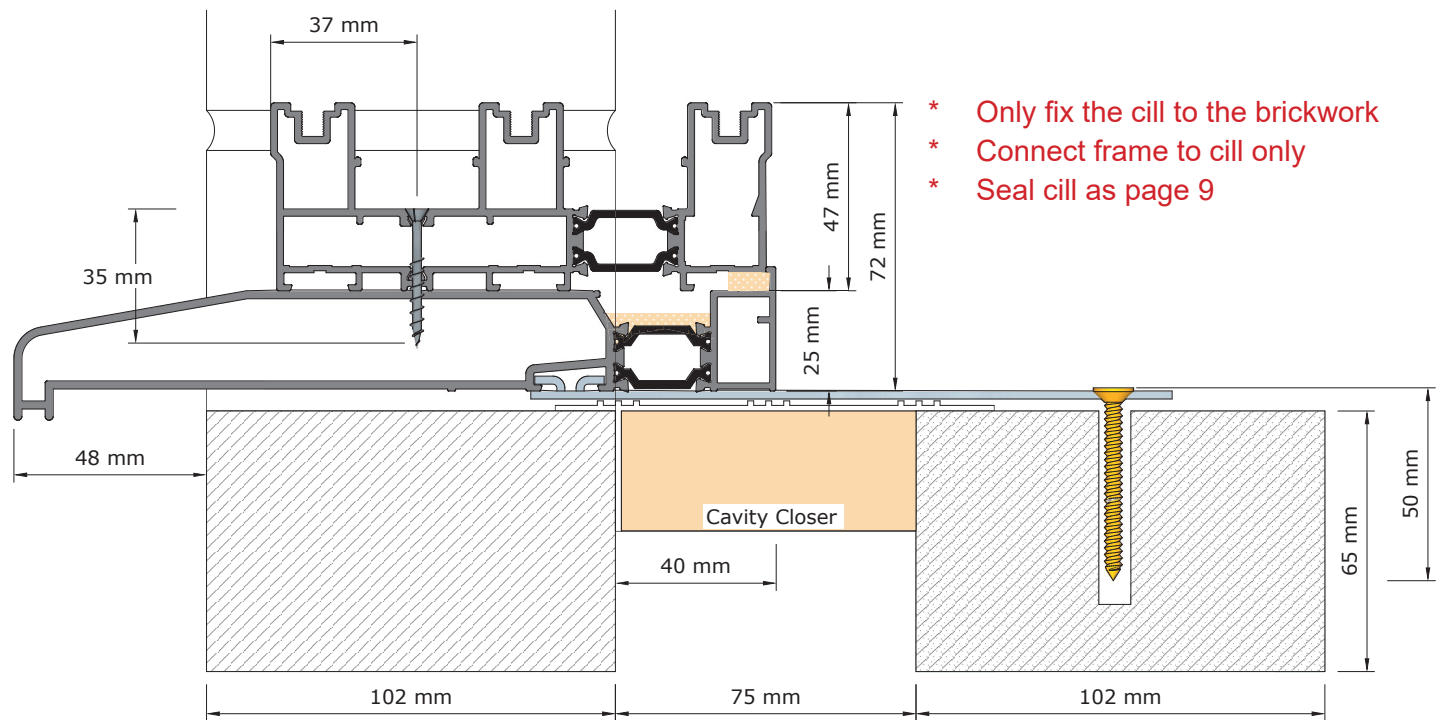 37 mm
* Only fix the cill to the brickwork
* Connect frame to cill only
* Seal cill as page 9
47 mm
72 mm
35 mm
25 mm
48 mm
Cavity Closer
40 mm
50 mm
65 mm
102 mm
75 mm
102 mm